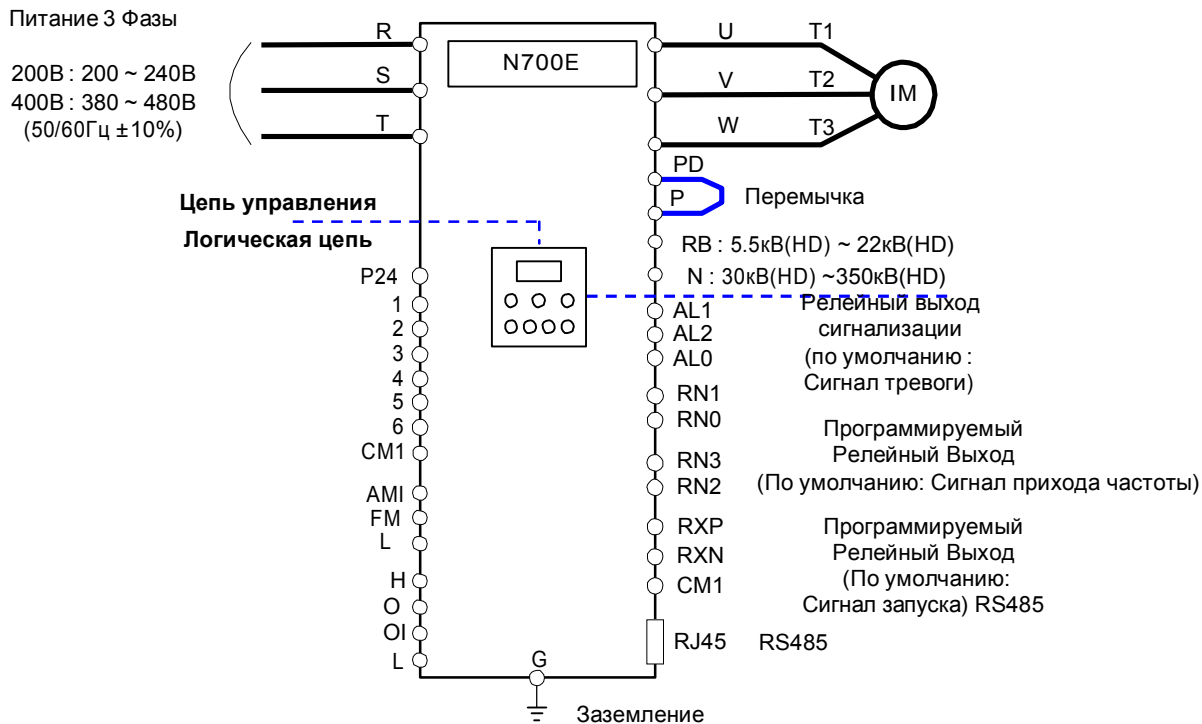 Питание 3 Фазы
200В : 200 ~ 240В
400В : 380 ~ 480В
(50/60Гц ±10%)
R
S
T
N700E
U
T1
V
T2
W
T3
IM
PD
P
Перемычка
Цепь управления
Логическая цепь
RB : 5.5кВ(HD) ~ 22кВ(HD)
N : 30кВ(HD) ~350кВ(HD)
P24
1
2
3
4
5
6
CM1
AMI
FM
L
H
O
OI
L
AL1
AL2
AL0
Релейный выход
сигнализации
(по умолчанию :
Сигнал тревоги)
RN1
RN0
RN3
RN2
Программируемый
Релейный Выход
(По умолчанию: Сигнал прихода частоты)
RXP
RXN
CM1
Программируемый
Релейный Выход
(По умолчанию:
Сигнал запуска) RS485
RJ45 RS485
G
Заземление